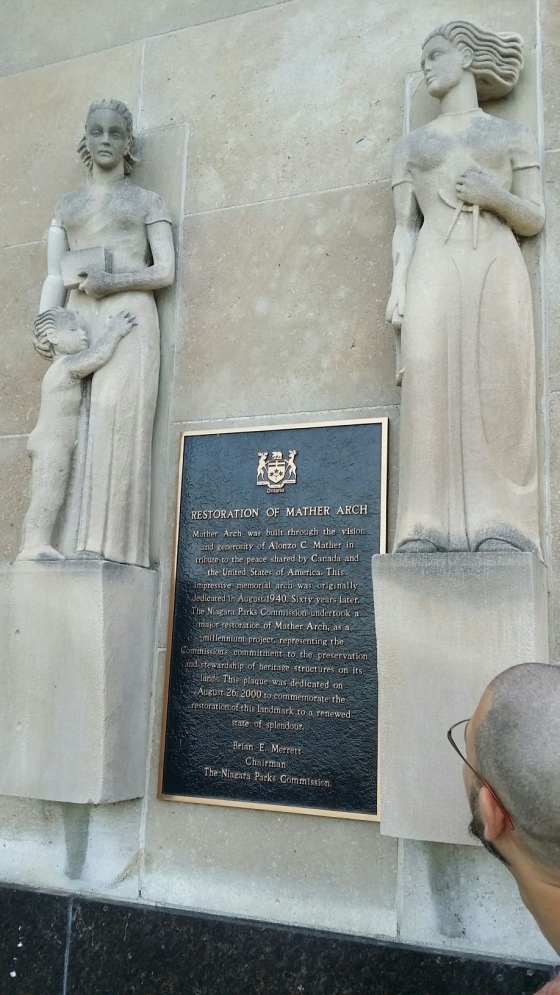 Ontario
RESTORATION OF MATHER ARCH
Mather Arch was built through the vision
and generosity of Alonzo C. Mather in
tribute to the peace shared by Canada and
the United States of America. This
impressive memorial arch was originally
dedicated in August 1940. Sixty years later,
The Niagara Parks Commission undertook a
major restoration of Mather Arch, as a
millennium project, representing the
Commission's commitment to the preservation
and stewardship of heritage structures on its
lands. This plaque was dedicated on
August 26, 2000 to commemorate the
restoration of this landmark to a renewed
state of splendour.
Brian E. Merrett
Chairman
The Niagara Parks Commission